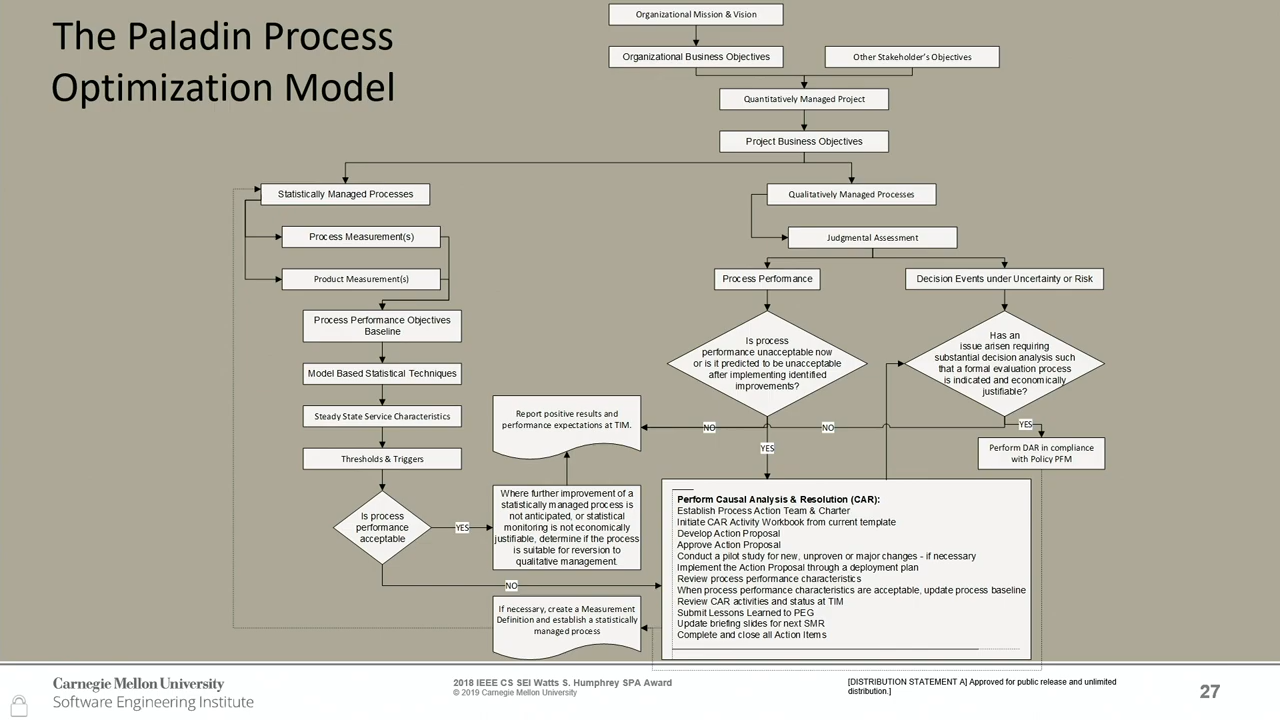 The Paladin Process
Optimization Model
Organizational Mission & Vision
Organizational Business Objectives
Other Stakeholder's Objectives
Quantitatively Managed Project
Project Business Objectives
Statistically Managed Processes
Qualitatively Managed Processes
Process Measurement(s)
Judgmental Assessment
Product Measurement(s)
Process Performance
Decision Events under Uncertainty or Risk
Process Performance Objectives
Baseline
Model Based Statistical Techniques
Steady State Service Characteristics
Thresholds & Triggers
Is process
performance
acceptable
YES
NO
Is process
performance unacceptable now
or is it predicted to be unacceptable
after implementing identified
improvements?
Has an
issue arisen requiring
substantial decision analysis such
that a formal evaluation process
is indicated and economically
justifiable?
NO
NO
YES
YES
Report positive results and
performance expectations at TIM.
Perform DAR in compliance
with Policy PFM
Where further improvement of a
statistically managed process is
not anticipated, or statistical
monitoring is not economically
justifiable, determine if the process
is suitable for reversion to
qualitative management.
Perform Causal Analysis & Resolution (CAR):
Establish Process Action Team & Charter
Initiate CAR Activity Workbook from current template
Develop Action Proposal
Approve Action Proposal
Conduct a pilot study for new, unproven or major changes - if necessary
Implement the Action Proposal through a deployment plan
Review process performance characteristics
When process performance characteristics are acceptable, update process baseline
Review CAR activities and status at TIM
Submit Lessons Learned to PEG
Update briefing slides for next SMR
Complete and close all Action Items
If necessary, create a Measurement
Definition and establish a statistically
managed process
Carnegie Mellon University
Software Engineering Institute
2018 IEEE CS SEI Watts S. Humphrey SPA Award
© 2019 Carnegie Mellon University
[DISTRIBUTION STATEMENT A] Approved for public release and unlimited
distribution.]
27